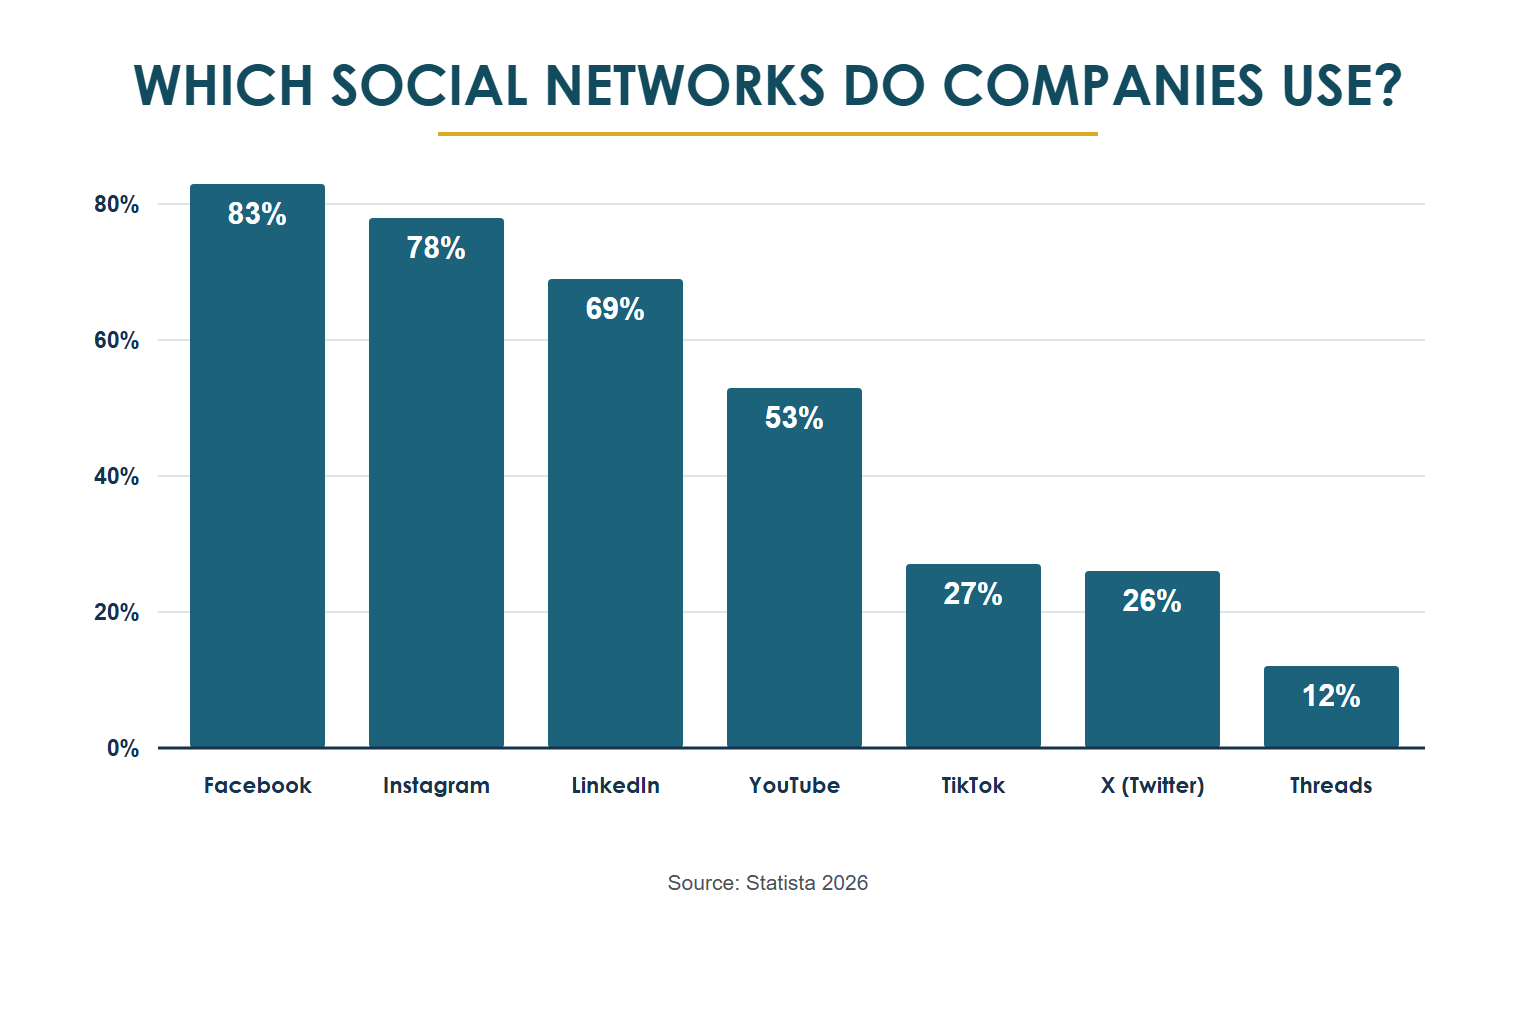 WHICH SOCIAL NETWORKS DO COMPANIES USE?
80%
60%
40%
20%
0%
83%
78%
69%
53%
27%
26%
12%
Facebook
Instagram
LinkedIn
YouTube
TikTok
X (Twitter)
Threads
Source: Statista 2026